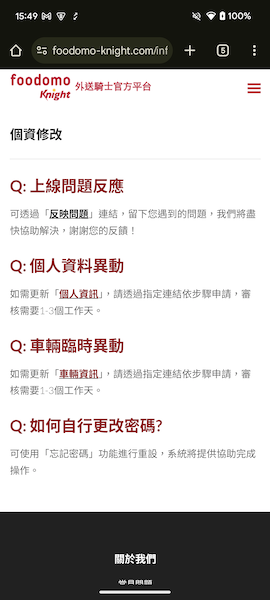 15:49
100%
foodomo-knight.com/inf
5
foodomo
Knight
外送騎士官方平台
個資修改
Q: 上線問題反應
可透過「反映問題」連結，留下您遇到的問題，我們將盡
快協助解決，謝謝您的反饋！
Q: 個人資料異動
如需更新「個人資訊」，請透過指定連結依步驟申請，審
核需要1-3個工作天。
Q: 車輛臨時異動
如需更新「車輛資訊」，請透過指定連結依步驟申請，審
核需要1-3個工作天。
Q: 如何自行更改密碼?
可使用「忘記密碼」功能進行重設，系統將提供協助完成
操作。
關於我們
常見問題